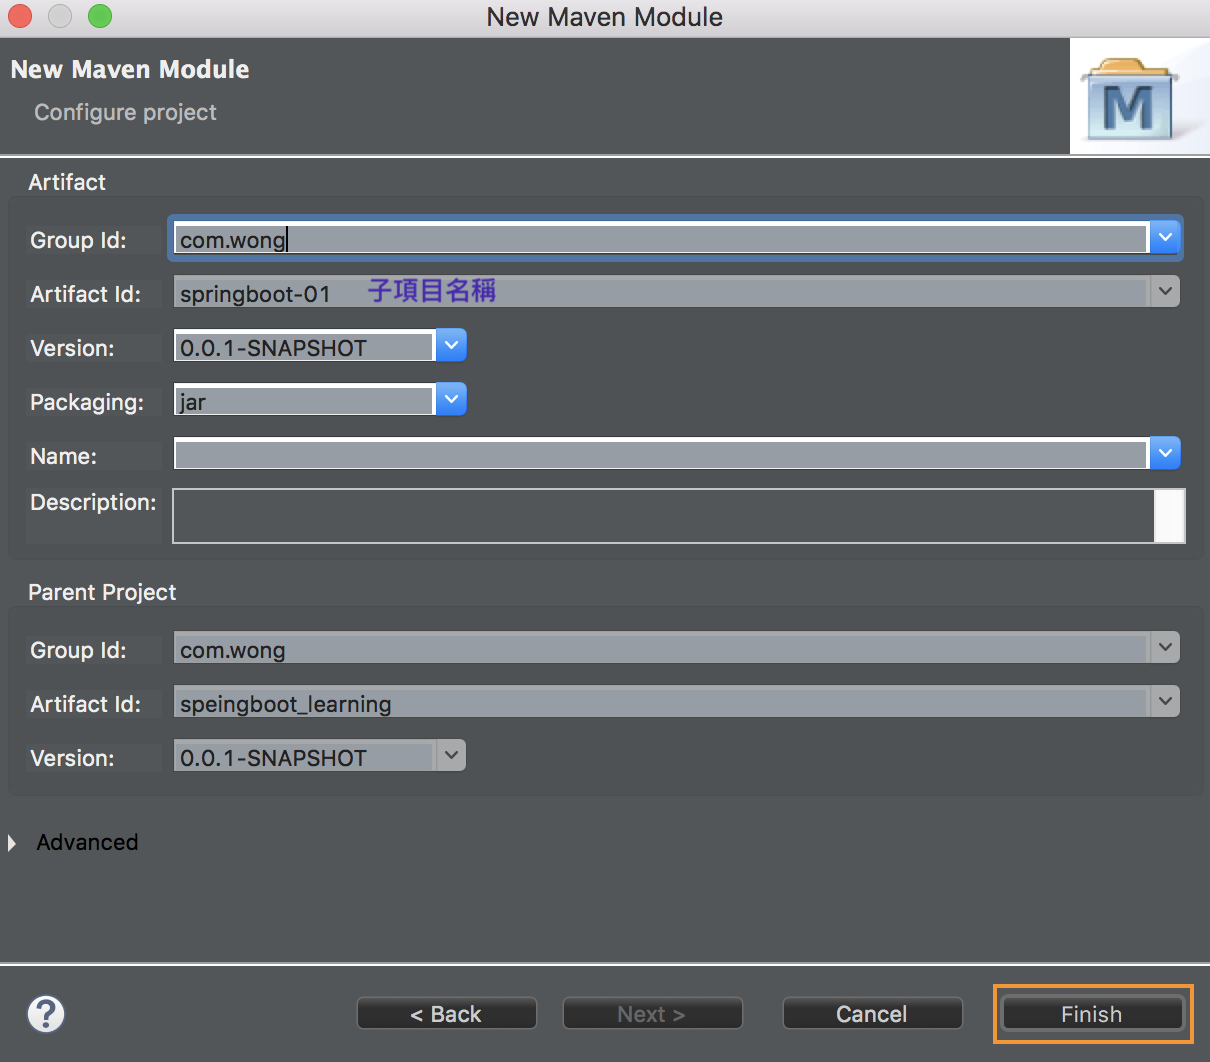 New Maven Module
New Maven Module
Configure project
M
Artifact
Group Id: com.wong
Artifact Id: springboot-01 子項目名稱
Version: 0.0.1-SNAPSHOT
Packaging: jar
Name:
Description:
Parent Project
Group Id: com.wong
Artifact Id: speingboot_learning
Version: 0.0.1-SNAPSHOT
Advanced
? < Back Next > Cancel Finish